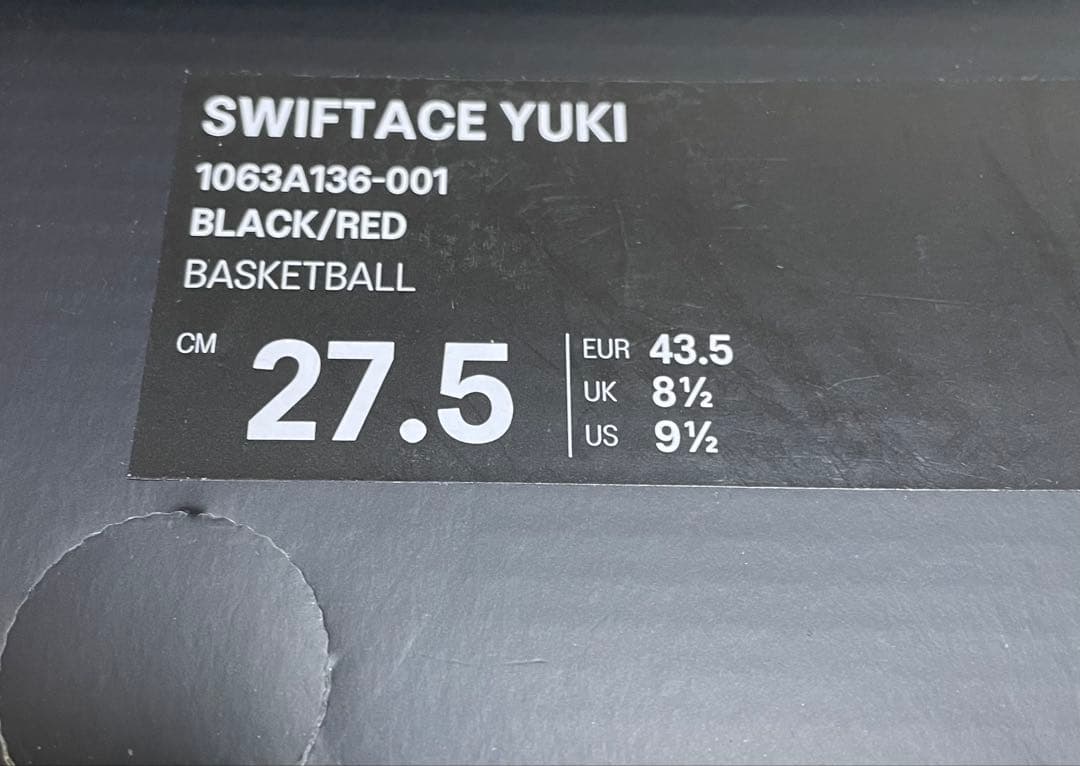 SWIFTACE YUKI
1063A136-001
BLACK/RED
BASKETBALL
CM 27.5
EUR 43.5
UK 8½
US 9½